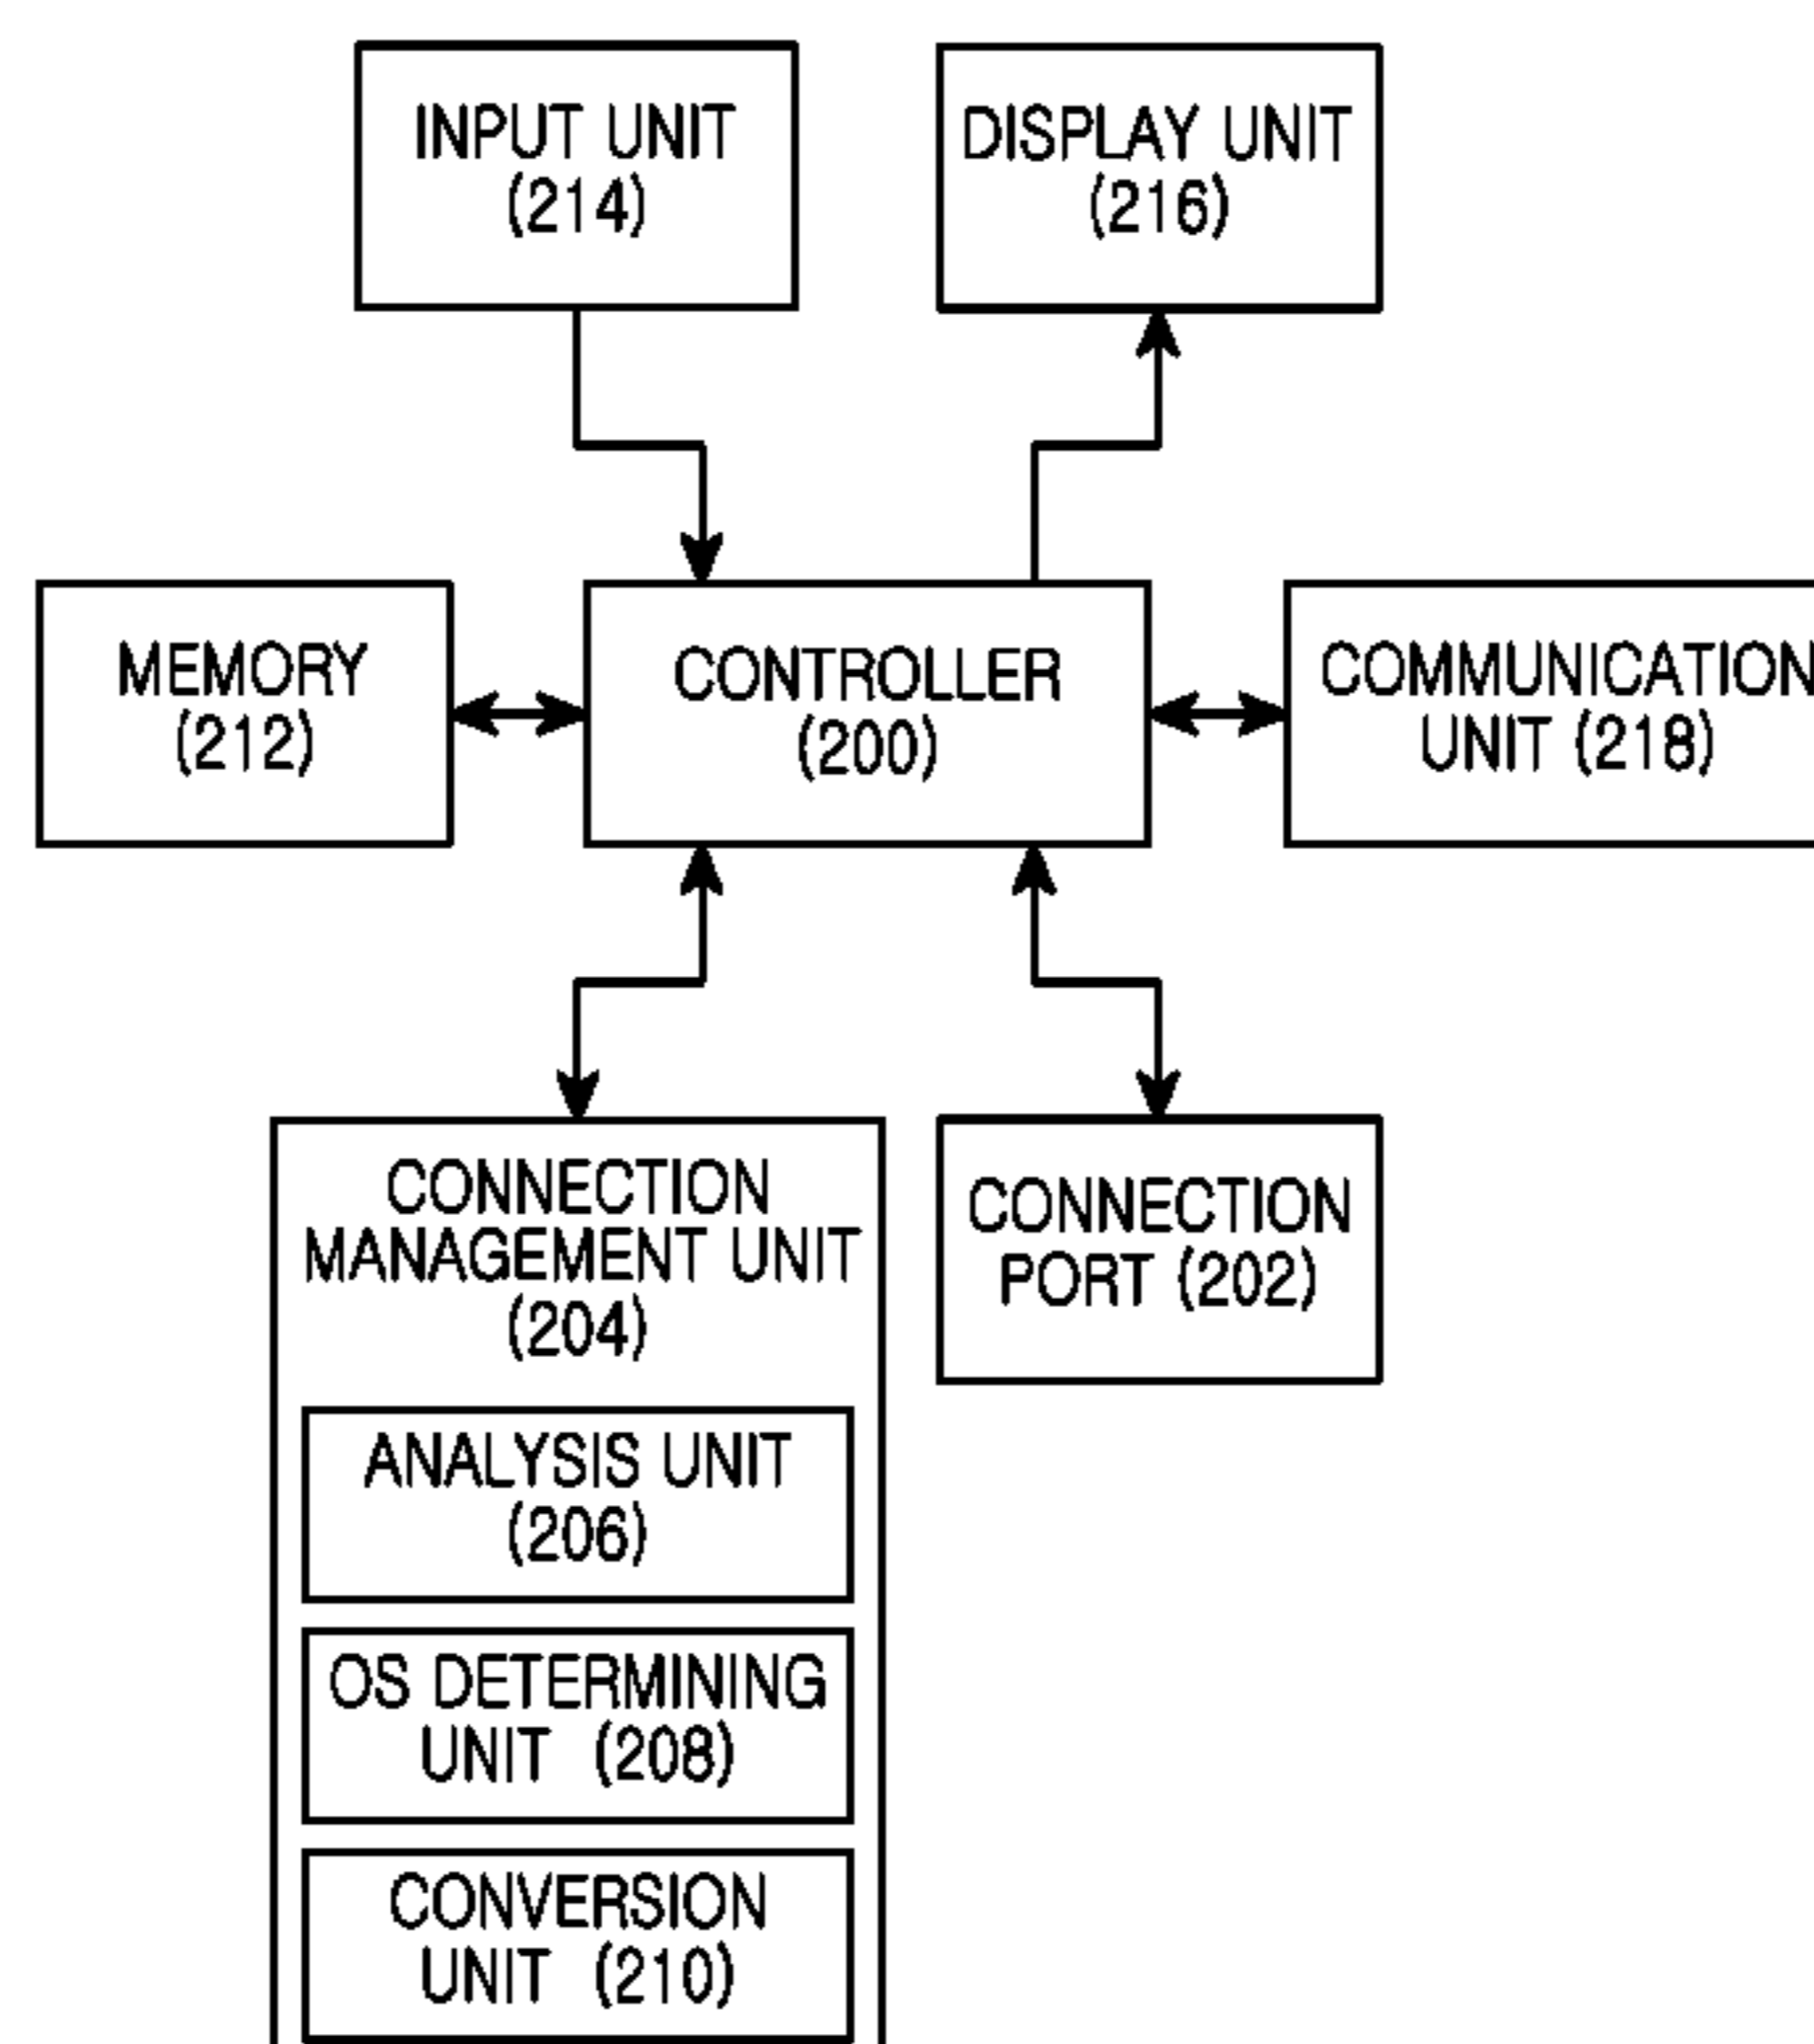 INPUT UNIT
(214)
DISPLAY UNIT
(216)
MEMORY
(212)
CONTROLLER
(200)
COMMUNICATION
UNIT (218)
CONNECTION
MANAGEMENT UNIT
(204)
CONNECTION
PORT (202)
ANALYSIS UNIT
(206)
OS DETERMINING
UNIT (208)
CONVERSION
UNIT (210)